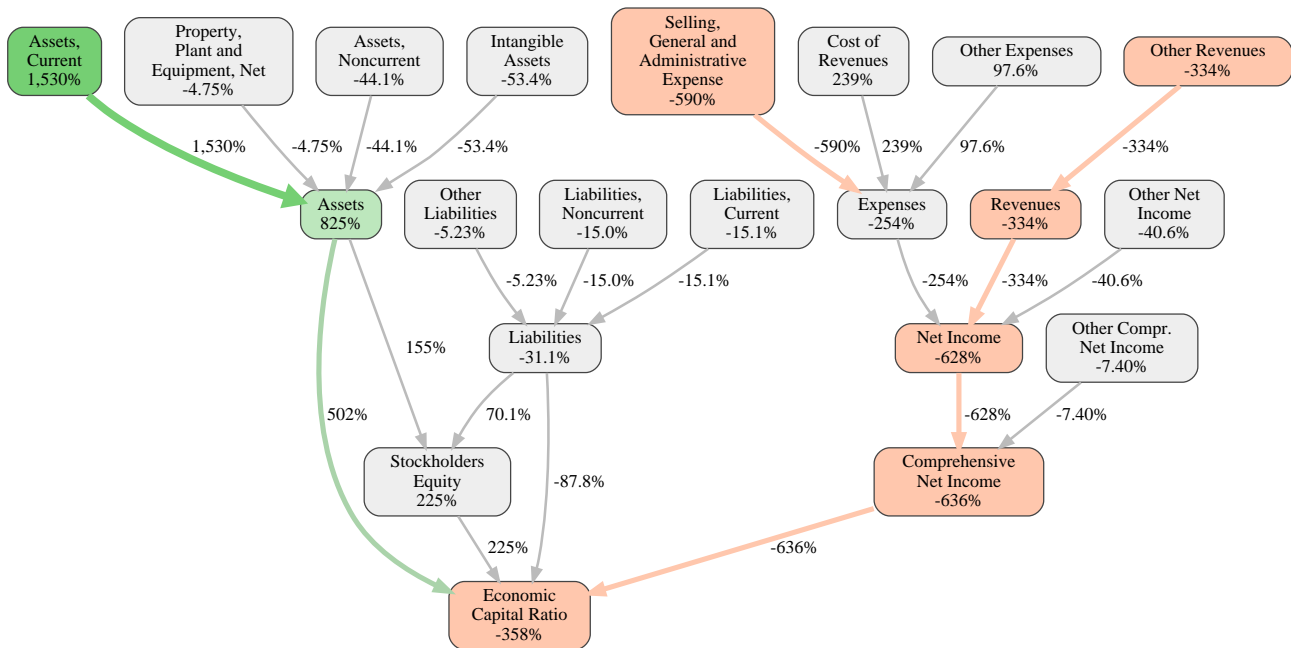 Assets,
Current
1,530%
Property,
Plant and
Equipment, Net
-4.75%
Assets,
Noncurrent
-44.1%
Intangible
Assets
-53.4%
Selling,
General and
Administrative
Expense
-590%
Cost of
Revenues
239%
Other Expenses
97.6%
Other Revenues
-334%
1,530%
-4.75%
-44.1%
-53.4%
-590%
239%
97.6%
-334%
Assets
825%
Other
Liabilities
-5.23%
Liabilities,
Noncurrent
-15.0%
Liabilities,
Current
-15.1%
Expenses
-254%
Revenues
-334%
Other Net
Income
-40.6%
-5.23%
-15.0%
-15.1%
-254%
-334%
-40.6%
155%
Liabilities
-31.1%
Net Income
-628%
Other Compr.
Net Income
-7.40%
502%
70.1%
-87.8%
-628%
-7.40%
Stockholders
Equity
225%
Comprehensive
Net Income
-636%
225%
-636%
Economic
Capital Ratio
-358%